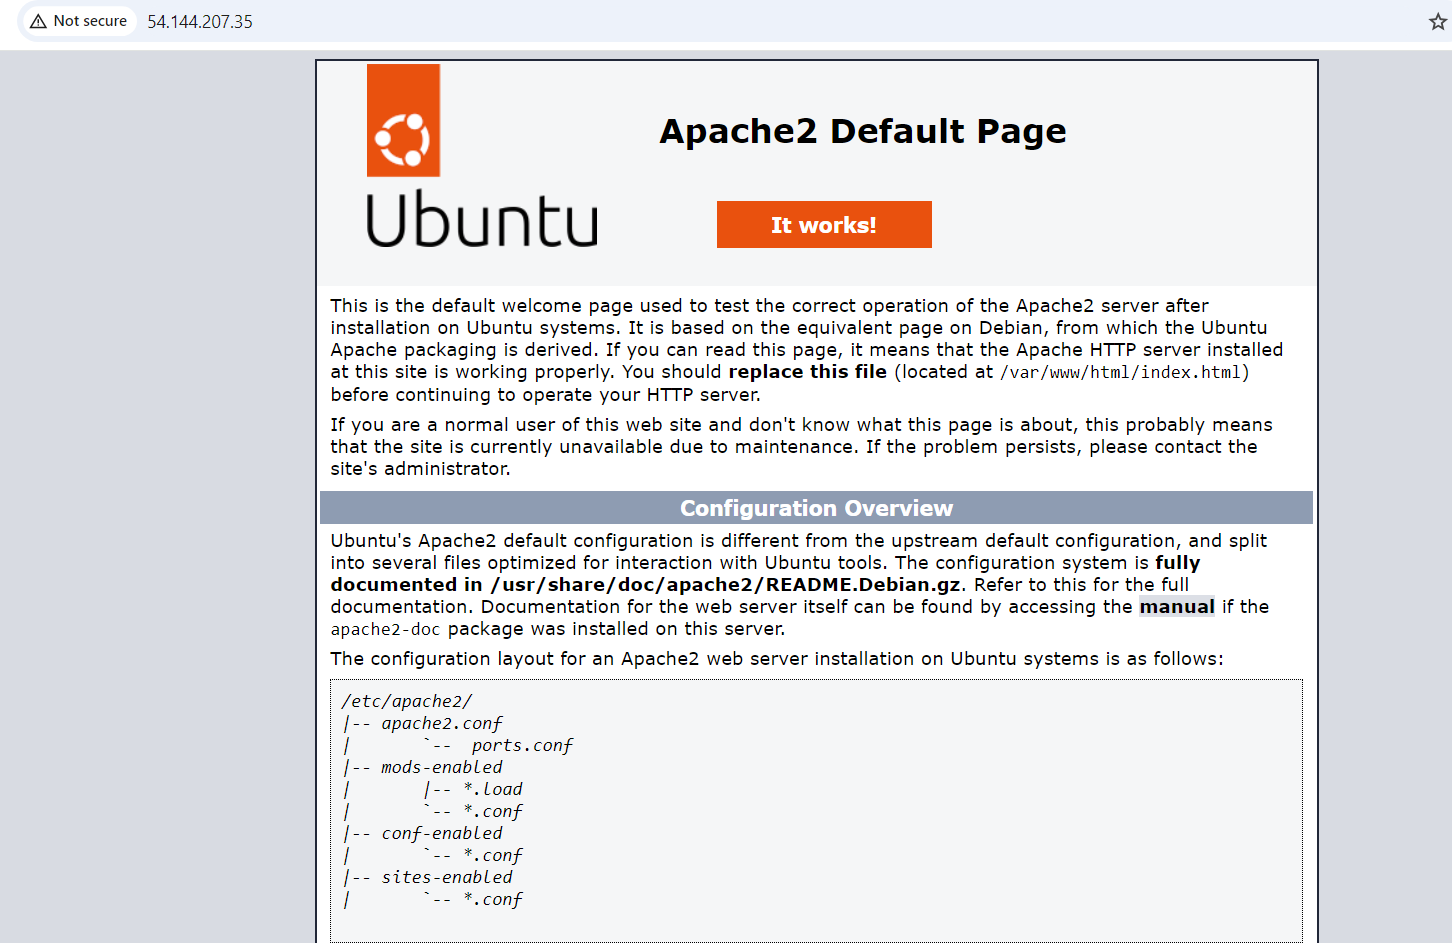 Not secure 54.144.207.35
Apache2 Default Page
Ubuntu
It works!
This is the default welcome page used to test the correct operation of the Apache2 server after
installation on Ubuntu systems. It is based on the equivalent page on Debian, from which the Ubuntu
Apache packaging is derived. If you can read this page, it means that the Apache HTTP server installed
at this site is working properly. You should replace this file (located at /var/www/html/index.html)
before continuing to operate your HTTP server.
If you are a normal user of this web site and don't know what this page is about, this probably means
that the site is currently unavailable due to maintenance. If the problem persists, please contact the
site's administrator.
Configuration Overview
Ubuntu's Apache2 default configuration is different from the upstream default configuration, and split
into several files optimized for interaction with Ubuntu tools. The configuration system is fully
documented in /usr/share/doc/apache2/README.Debian.gz. Refer to this for the full
documentation. Documentation for the web server itself can be found by accessing the manual if the
apache2-doc package was installed on this server.
The configuration layout for an Apache2 web server installation on Ubuntu systems is as follows:
/etc/apache2/
|-- apache2.conf
|       `--  ports.conf
|-- mods-enabled
|       |-- *.load
|       `-- *.conf
|-- conf-enabled
|       `-- *.conf
|-- sites-enabled
|       `-- *.conf